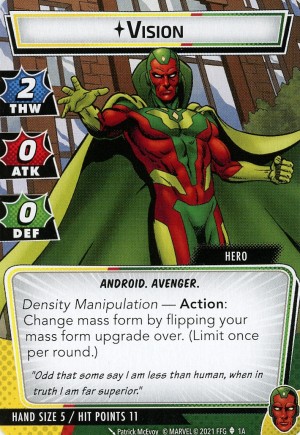 VISION
2
THW
0
ATK
0
DEF
HERO
ANDROID. AVENGER.
Density Manipulation — Action:
Change mass form by flipping your
mass form upgrade over. (Limit once
per round.)
"Odd that some say I am less than human, when in
truth I am far superior."
HAND SIZE 5 / HIT POINTS 11
Patrick McEvoy © MARVEL © 2021 FFG 1A